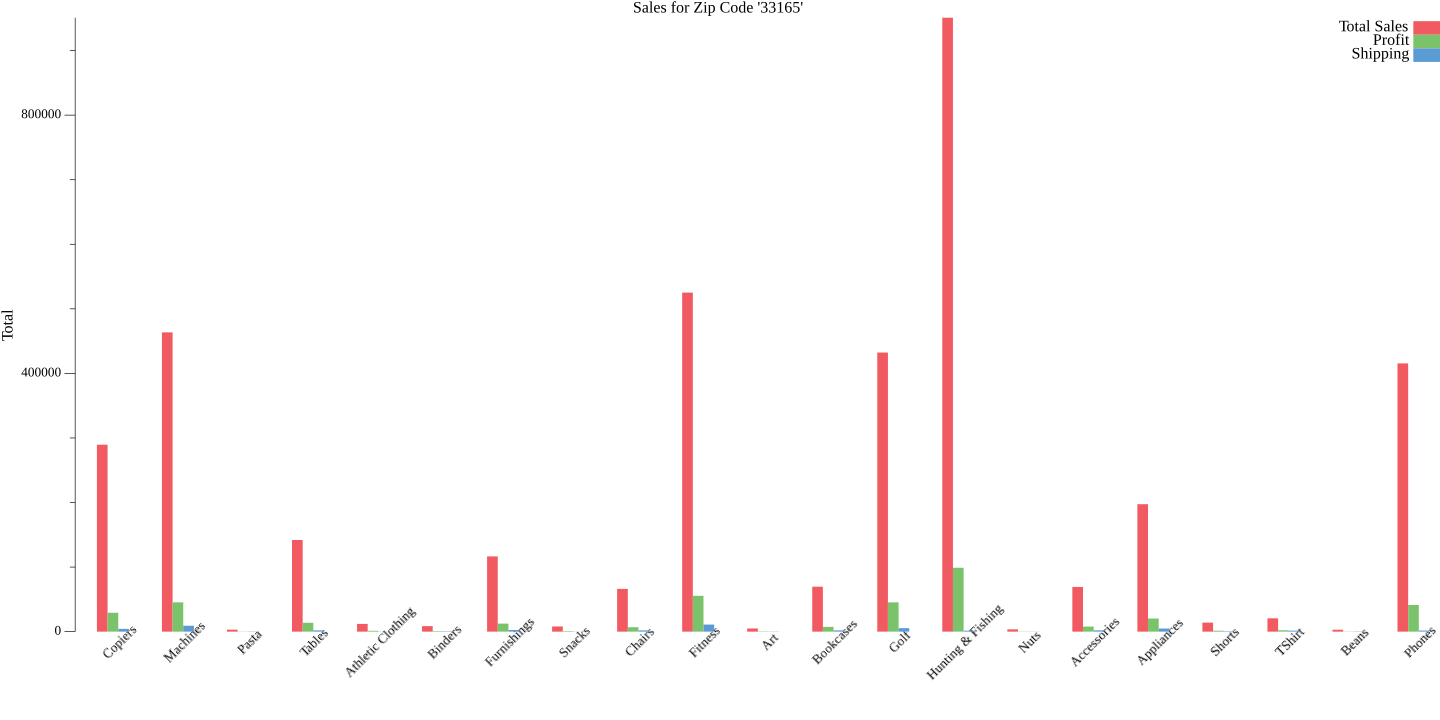 Sales for Zip Code '33165'
Total Sales
Profit
Shipping
Total
800000
400000
0
Copiers
Machines
Pasta
Tables
Athletic Clothing
Binders
Furnishings
Snacks
Chairs
Fitness
Art
Bookcases
Golf
Hunting & Fishing
Nuts
Accessories
Appliances
Shorts
TShirt
Beans
Phones